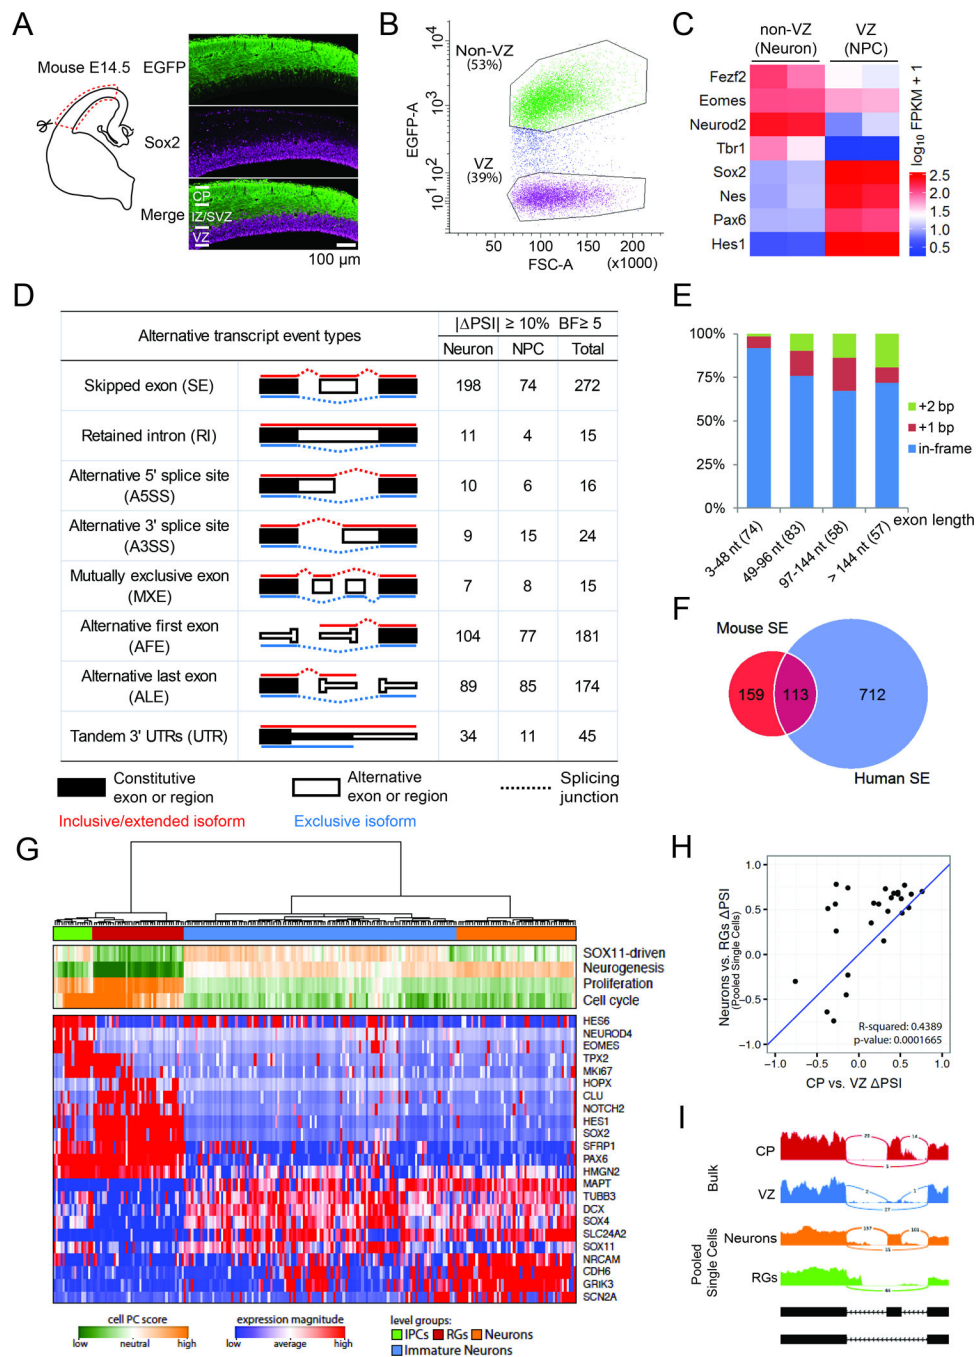 A
Mouse E14.5
EGFP
Sox2
Merge
CP
IZ/SVZ
VZ
100 µm
B
EGFP-A
10⁴
10³
10²
10¹
Non-VZ
(53%)
VZ
(39%)
50 100 150 200
FSC-A (x1000)
C
non-VZ
(Neuron)
VZ
(NPC)
Fezf2
Eomes
Neurod2
Tbr1
Sox2
Nes
Pax6
Hes1
log₁₀ FPKM + 1
2.5
2.0
1.5
1.0
0.5
D
Alternative transcript event types
|ΔPSI| ≥ 10% BF≥ 5
Neuron NPC Total
Skipped exon (SE) 198 74 272
Retained intron (RI) 11 4 15
Alternative 5' splice site
(A5SS) 10 6 16
Alternative 3' splice site
(A3SS) 9 15 24
Mutually exclusive exon
(MXE) 7 8 15
Alternative first exon
(AFE) 104 77 181
Alternative last exon
(ALE) 89 85 174
Tandem 3' UTRs (UTR) 34 11 45
Constitutive
exon or region
Alternative
exon or region
Splicing
junction
Inclusive/extended isoform
Exclusive isoform
E
100%
75%
50%
25%
0%
+2 bp
+1 bp
in-frame
exon length
3-48 nt (74)
49-96 nt (83)
97-144 nt (58)
> 144 nt (57)
F
Mouse SE
159 113 712
Human SE
G
SOX11-driven
Neurogenesis
Proliferation
Cell cycle
HES6
NEUROD4
EOMES
TPX2
MKI67
HOPX
CLU
NOTCH2
HES1
SOX2
SFRP1
PAX6
HMGN2
MAPT
TUBB3
DCX
SOX4
SLC24A2
SOX11
NRCAM
CDH6
GRIK3
SCN2A
cell PC score
low neutral high
expression magnitude
low average high
level groups:
IPCs RGs Neurons
Immature Neurons
H
Neurons vs. RGs ΔPSI
(Pooled Single Cells)
1.0
0.5
0.0
−0.5
−1.0
R-squared: 0.4389
p-value: 0.0001665
−1.0 −0.5 0.0 0.5 1.0
CP vs. VZ ΔPSI
I
Bulk
CP
VZ
Pooled
Single Cells
Neurons
RGs